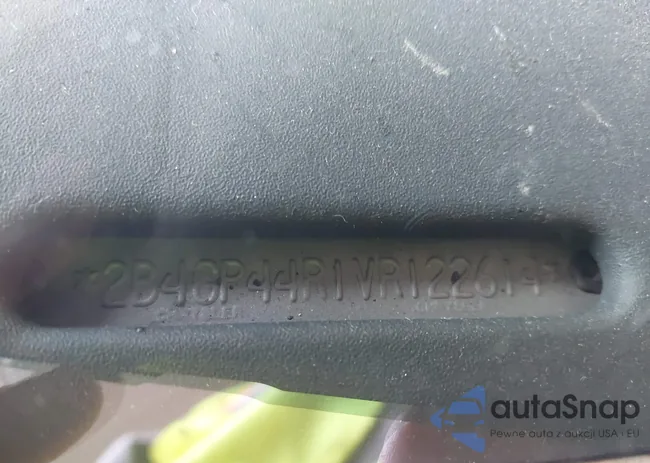 *2B4GP44R1VR122614*
autaSnap
Pewne auta z aukcji USA i EU